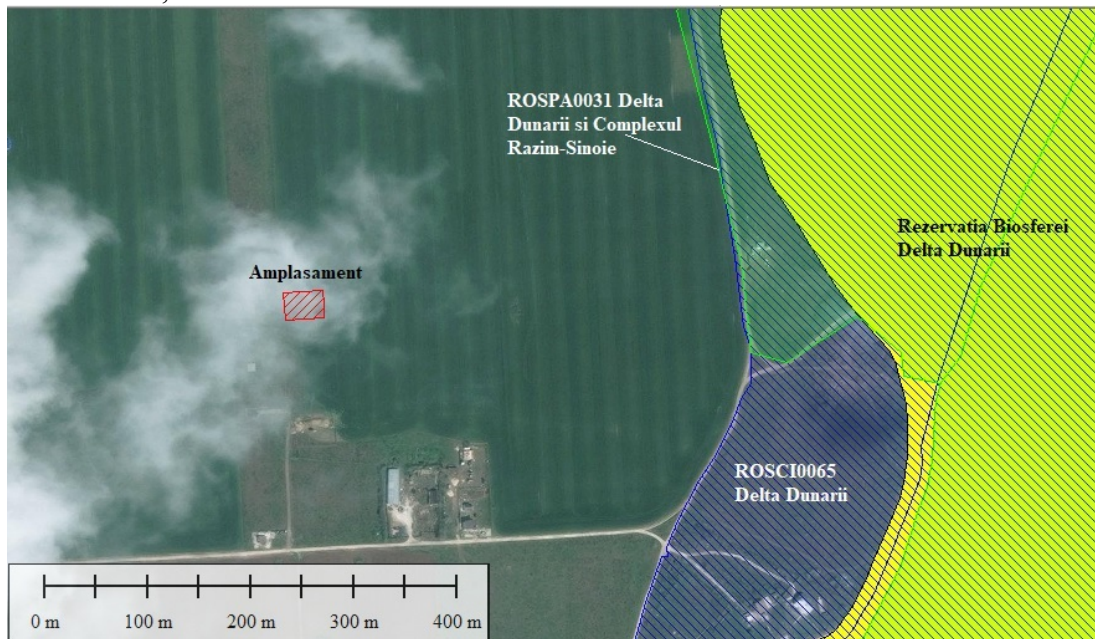 ROSPA0031 Delta
Dunarii si Complexul
Razim-Sinoie
Rezervatia Biosferei
Delta Dunarii
Amplasament
ROSCI0065
Delta Dunarii
0 m 100 m 200 m 300 m 400 m